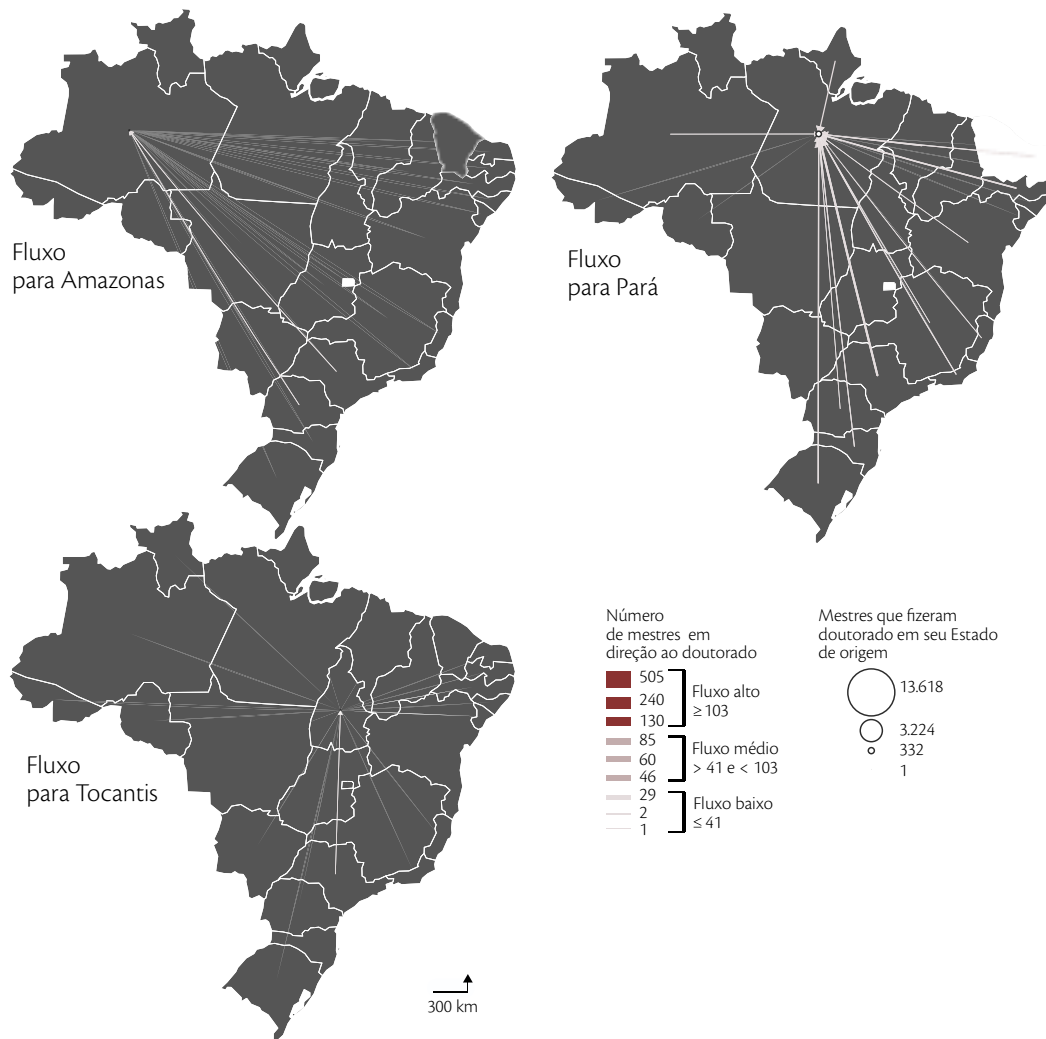 Fluxo
para Amazonas
Fluxo
para Pará
Fluxo
para Tocantis
300 km
Número
de mestres em
direção ao doutorado
505
240
130
Fluxo alto
≥103
85
60
46
Fluxo médio
> 41 e < 103
29
2
1
Fluxo baixo
≤ 41
Mestres que fizeram
doutorado em seu Estado
de origem
13.618
3.224
332
1